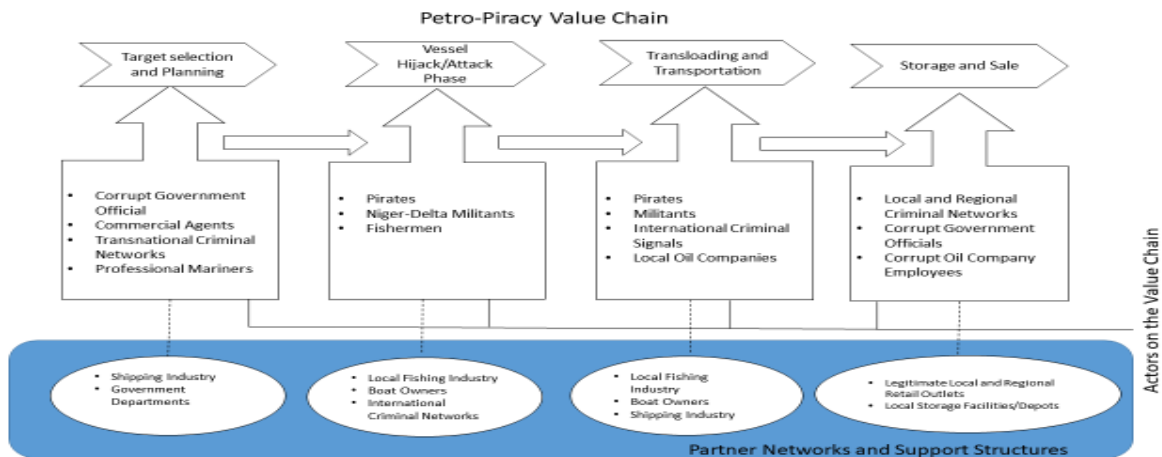 Petro-Piracy Value Chain
Target selection
and Planning
Vessel
Hijack/Attack
Phase
Transloading and
Transportation
Storage and Sale
• Corrupt Government
Official
• Commercial Agents
• Transnational Criminal
Networks
• Professional Mariners
• Pirates
• Niger-Delta Militants
• Fishermen
• Pirates
• Militants
• International Criminal
Signals
• Local Oil Companies
• Local and Regional
Criminal Networks
• Corrupt Government
Officials
• Corrupt Oil Company
Employees
Actors on the Value Chain
• Shipping Industry
• Government
Departments
• Local Fishing Industry
• Boat Owners
• International
Criminal Networks
• Local Fishing
Industry
• Boat Owners
• Shipping Industry
• Legitimate Local and Regional
Retail Outlets
• Local Storage Facilities/Depots
Partner Networks and Support Structures